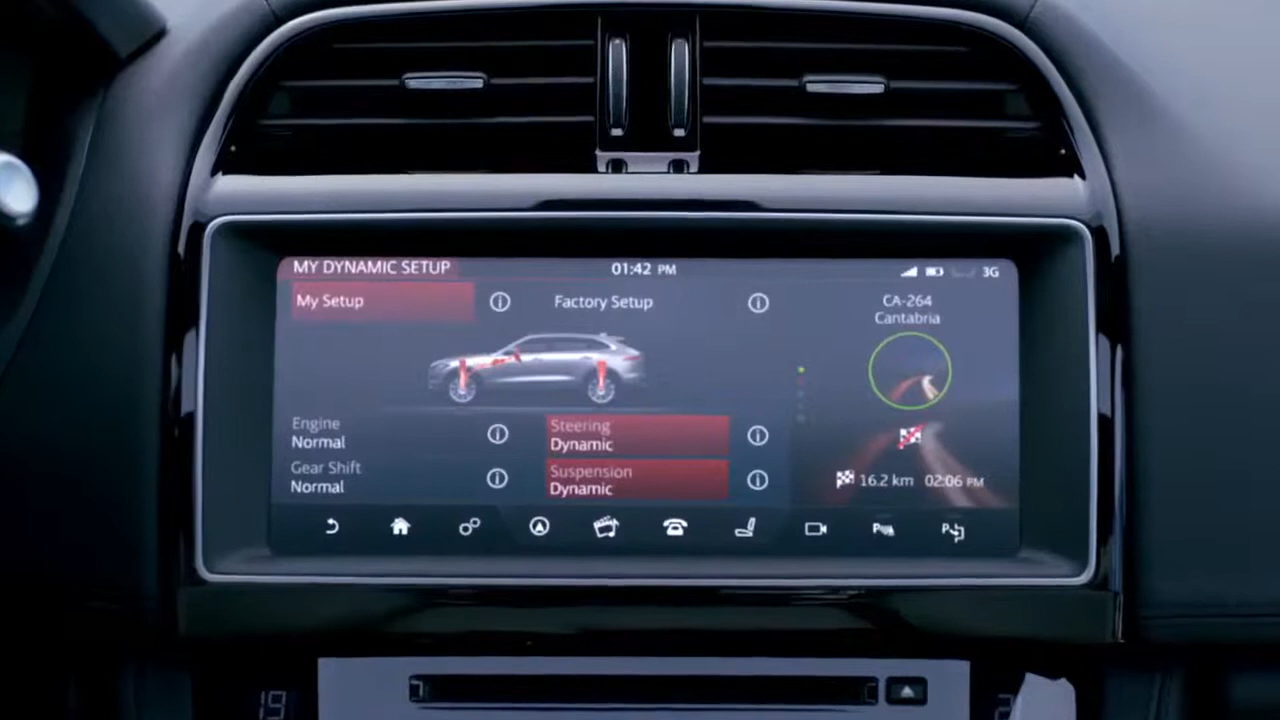 MY DYNAMIC SETUP
01:42 PM
3G
My Setup
Factory Setup
CA-264
Cantabria
Engine
Normal
Steering
Dynamic
Gear Shift
Normal
Suspension
Dynamic
16.2 km 02:06 PM
19